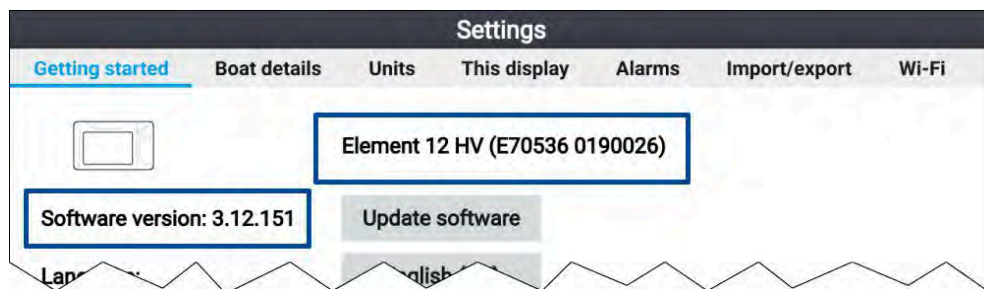 Settings
Getting started Boat details Units This display Alarms Import/export Wi-Fi
Element 12 HV (E70536 0190026)
Software version: 3.12.151 Update software